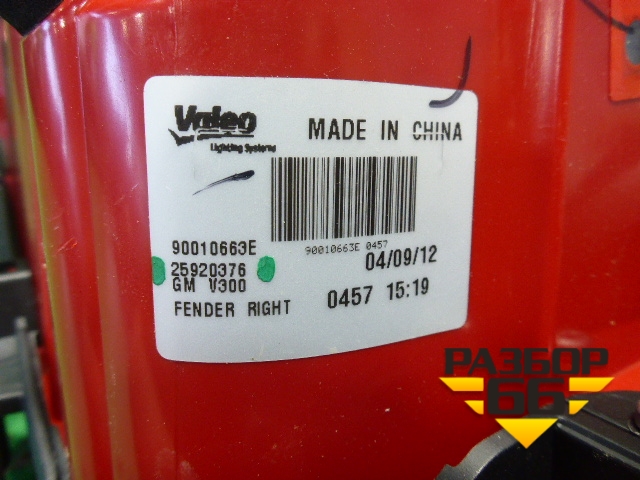 Valeo
Lighting Systems
MADE IN CHINA
90010663E 0457
90010663E
25920376
GM V300
FENDER RIGHT
04/09/12
0457 15:19
РАЗБОР
66